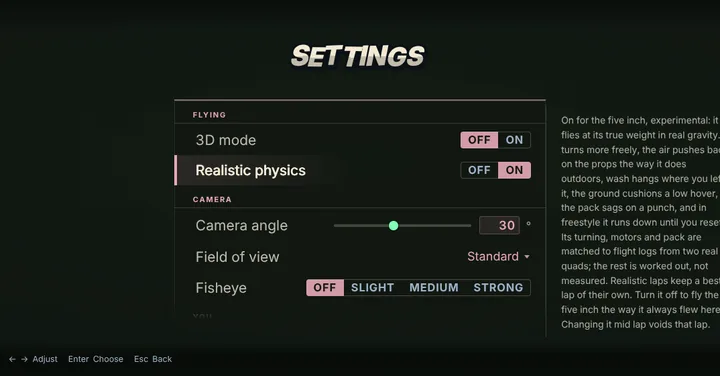 SETTINGS
FLYING
3D mode OFF ON
Realistic physics OFF ON
CAMERA
Camera angle 30 °
Field of view Standard
Fisheye OFF SLIGHT MEDIUM STRONG
On for the five inch, experimental: it
flies at its true weight in real gravity,
turns more freely, the air pushes
on the props the way it does
outdoors, wash hangs where you
it, the ground cushions a low hover,
the pack sags on a punch, and in
freestyle it runs down until you
Its turning, motors and pack are
matched to flight logs from two real
quads; the rest is worked out, not
measured. Realistic laps keep a
lap of their own. Turn it off to fly the
five inch the way it always flew here.
Changing it mid lap voids that lap.
← → Adjust Enter Choose Esc Back